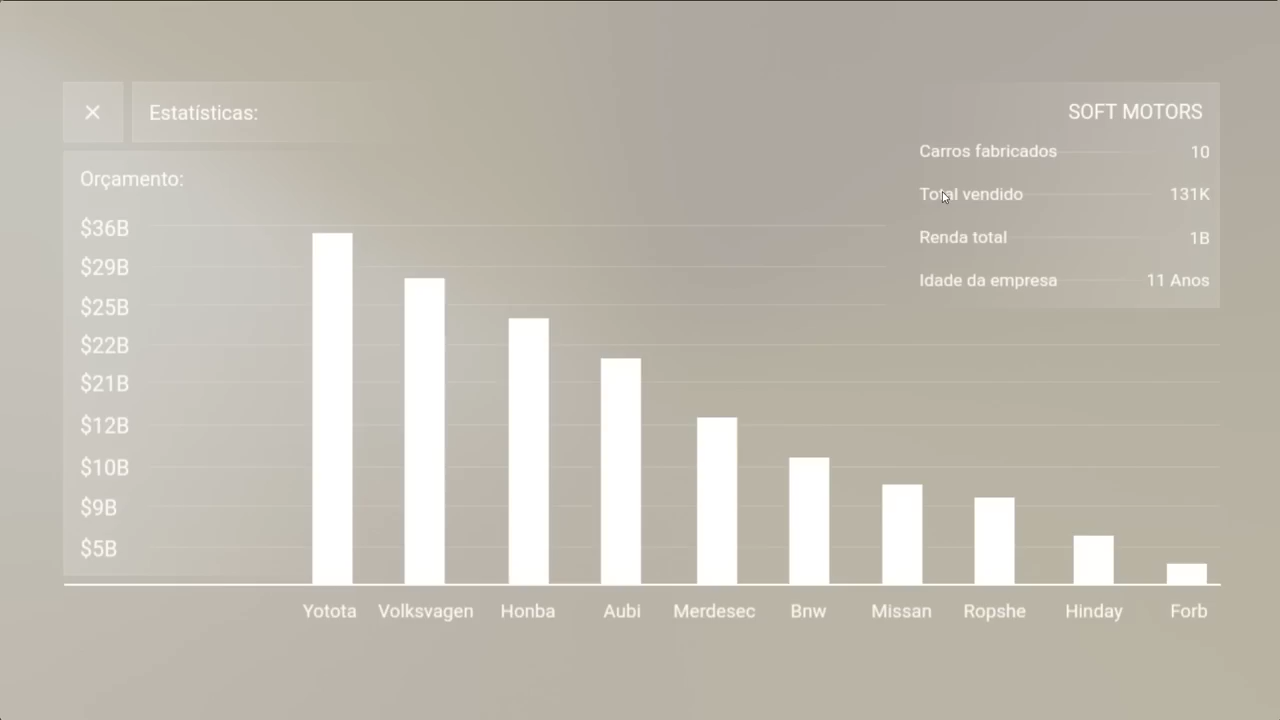 ×
Estatísticas:
SOFT MOTORS
Carros fabricados 10
Total vendido 131K
Renda total 1B
Idade da empresa 11 Anos
Orçamento:
$36B
$29B
$25B
$22B
$21B
$12B
$10B
$9B
$5B
Yotota Volksvagen Honba Aubi Merdesec Bnw Missan Ropshe Hinday Forb